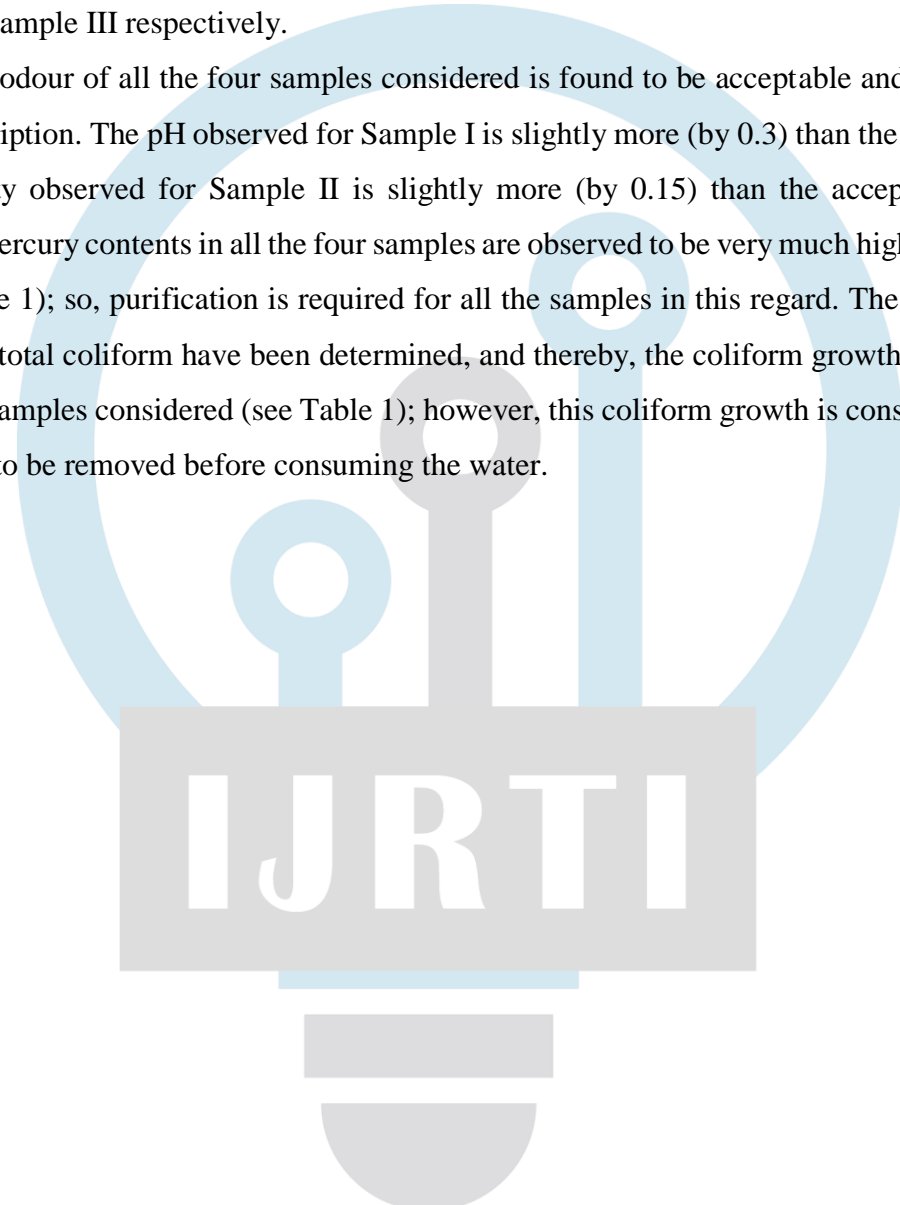 ample III respectively.
odour of all the four samples considered is found to be acceptable and
ription. The pH observed for Sample I is slightly more (by 0.3) than the
y observed for Sample II is slightly more (by 0.15) than the accep
ercury contents in all the four samples are observed to be very much high
e 1); so, purification is required for all the samples in this regard. The
total coliform have been determined, and thereby, the coliform growth
amples considered (see Table 1); however, this coliform growth is cons
to be removed before consuming the water.
IJRTI